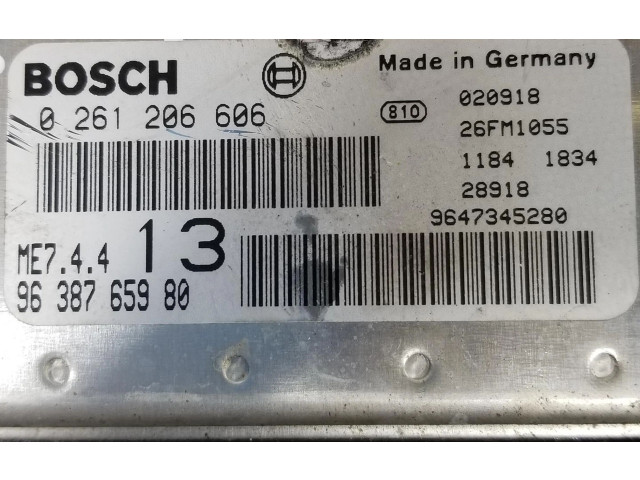 BOSCH
Made in Germany
0 261 206 606
810
020918
26FM1055
1184 1834
28918
9647345280
ME7.4.4 13
96 387 659 80